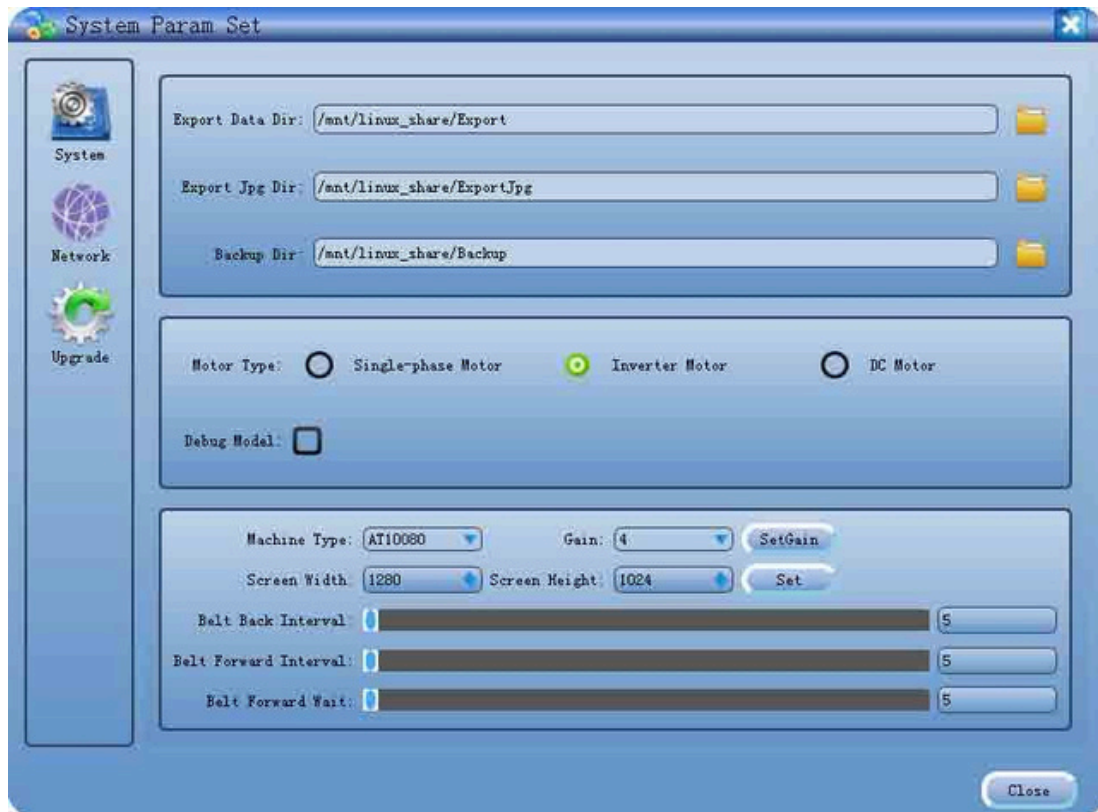 System Param Set
System
Network
Upgrade
Export Data Dir: /mnt/linux_share/Export
Export Jpg Dir: /mnt/linux_share/ExportJpg
Backup Dir: /mnt/linux_share/Backup
Motor Type: Single-phase Motor Inverter Motor DC Motor
Debug Model:
Machine Type: AT10080 Gain: 4 SetGain
Screen Width: 1280 Screen Height: 1024 Set
Belt Back Interval: 5
Belt Forward Interval: 5
Belt Forward Wait: 5
Close